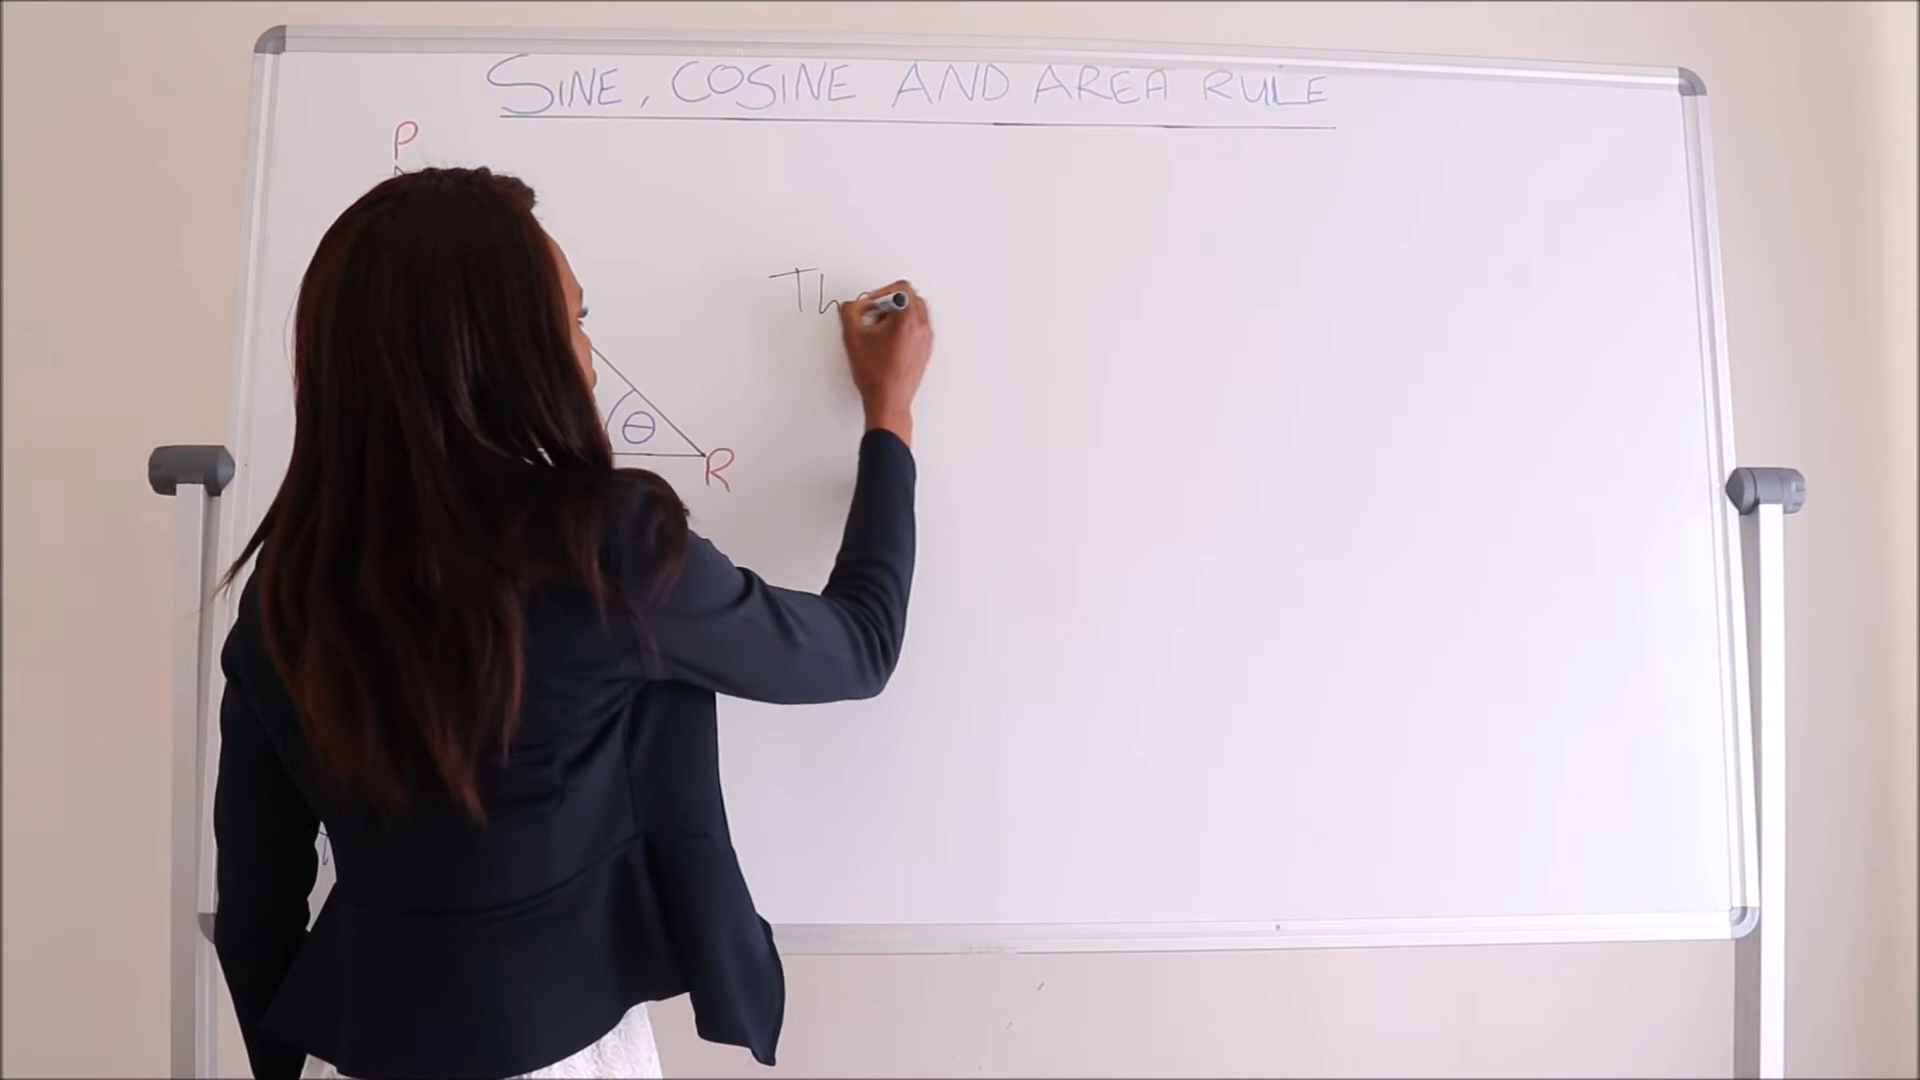 SINE, COSINE AND AREA RULE
P
Th
θ
R